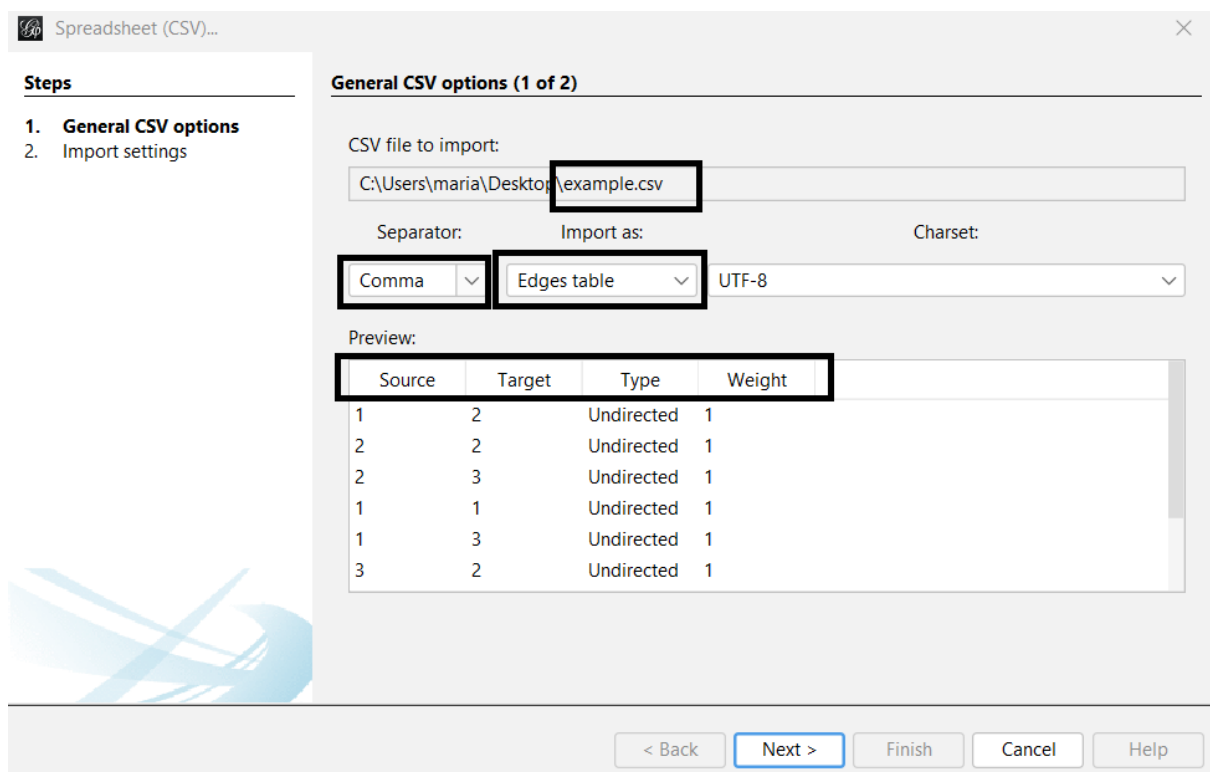 Spreadsheet (CSV)...
Steps
1. General CSV options
2. Import settings
General CSV options (1 of 2)
CSV file to import:
C:\Users\maria\Desktop\example.csv
Separator: Import as: Charset:
Comma Edges table UTF-8
Preview:
Source Target Type Weight
1 2 Undirected 1
2 2 Undirected 1
2 3 Undirected 1
1 1 Undirected 1
1 3 Undirected 1
3 2 Undirected 1
< Back Next > Finish Cancel Help